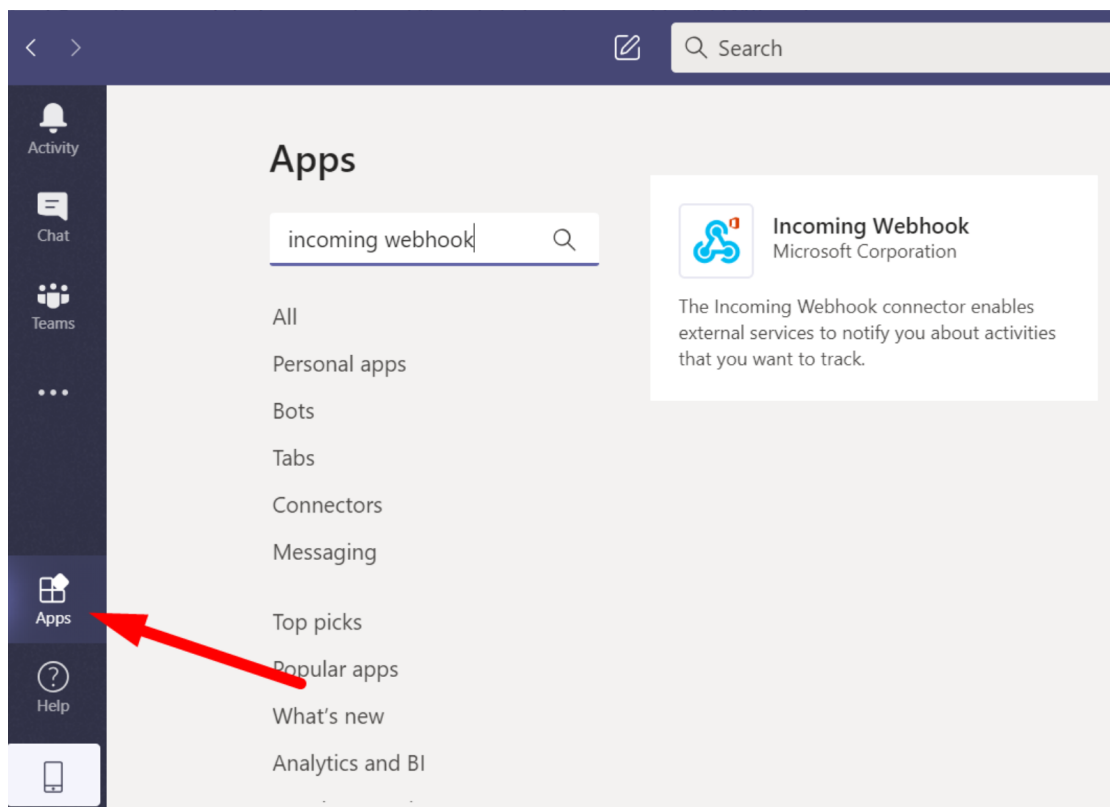 Search
Activity
Chat
Teams
Apps
Help
Apps
incoming webhook
All
Personal apps
Bots
Tabs
Connectors
Messaging
Top picks
Popular apps
What's new
Analytics and BI
Incoming Webhook
Microsoft Corporation
The Incoming Webhook connector enables
external services to notify you about activities
that you want to track.